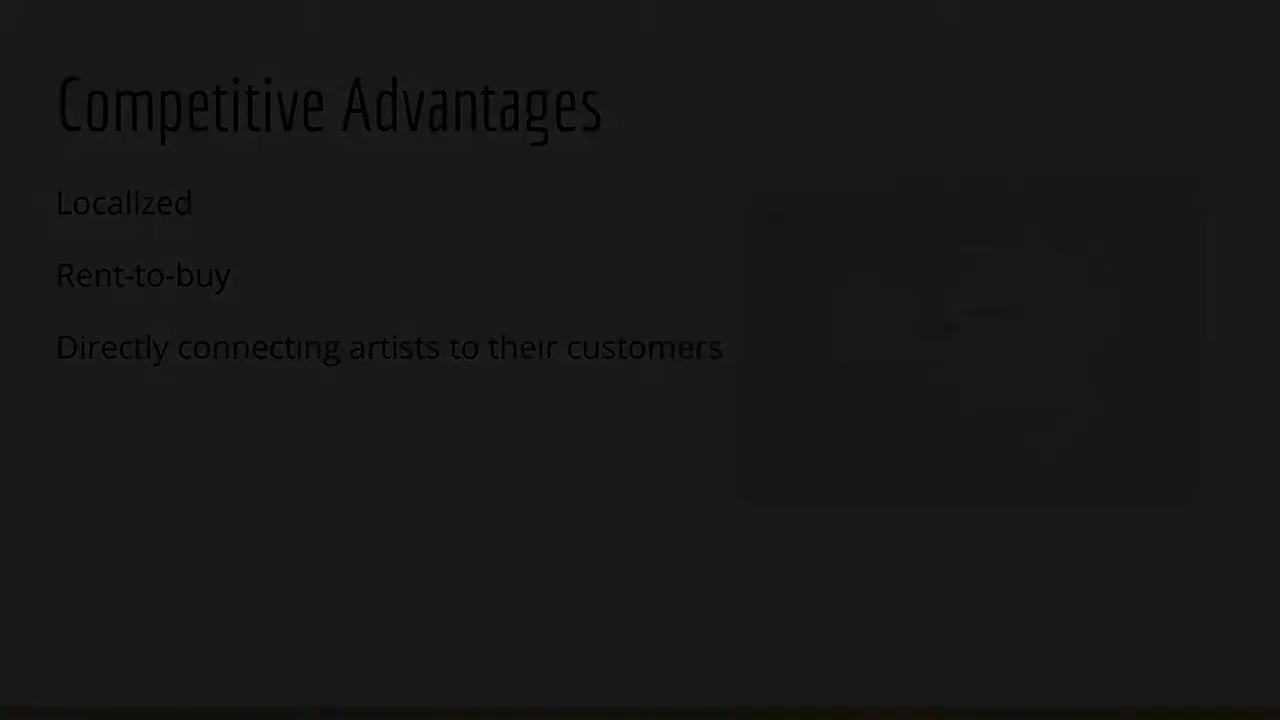 Competitive Advantages
Localized
Rent-to-buy
Directly connecting artists to their customers